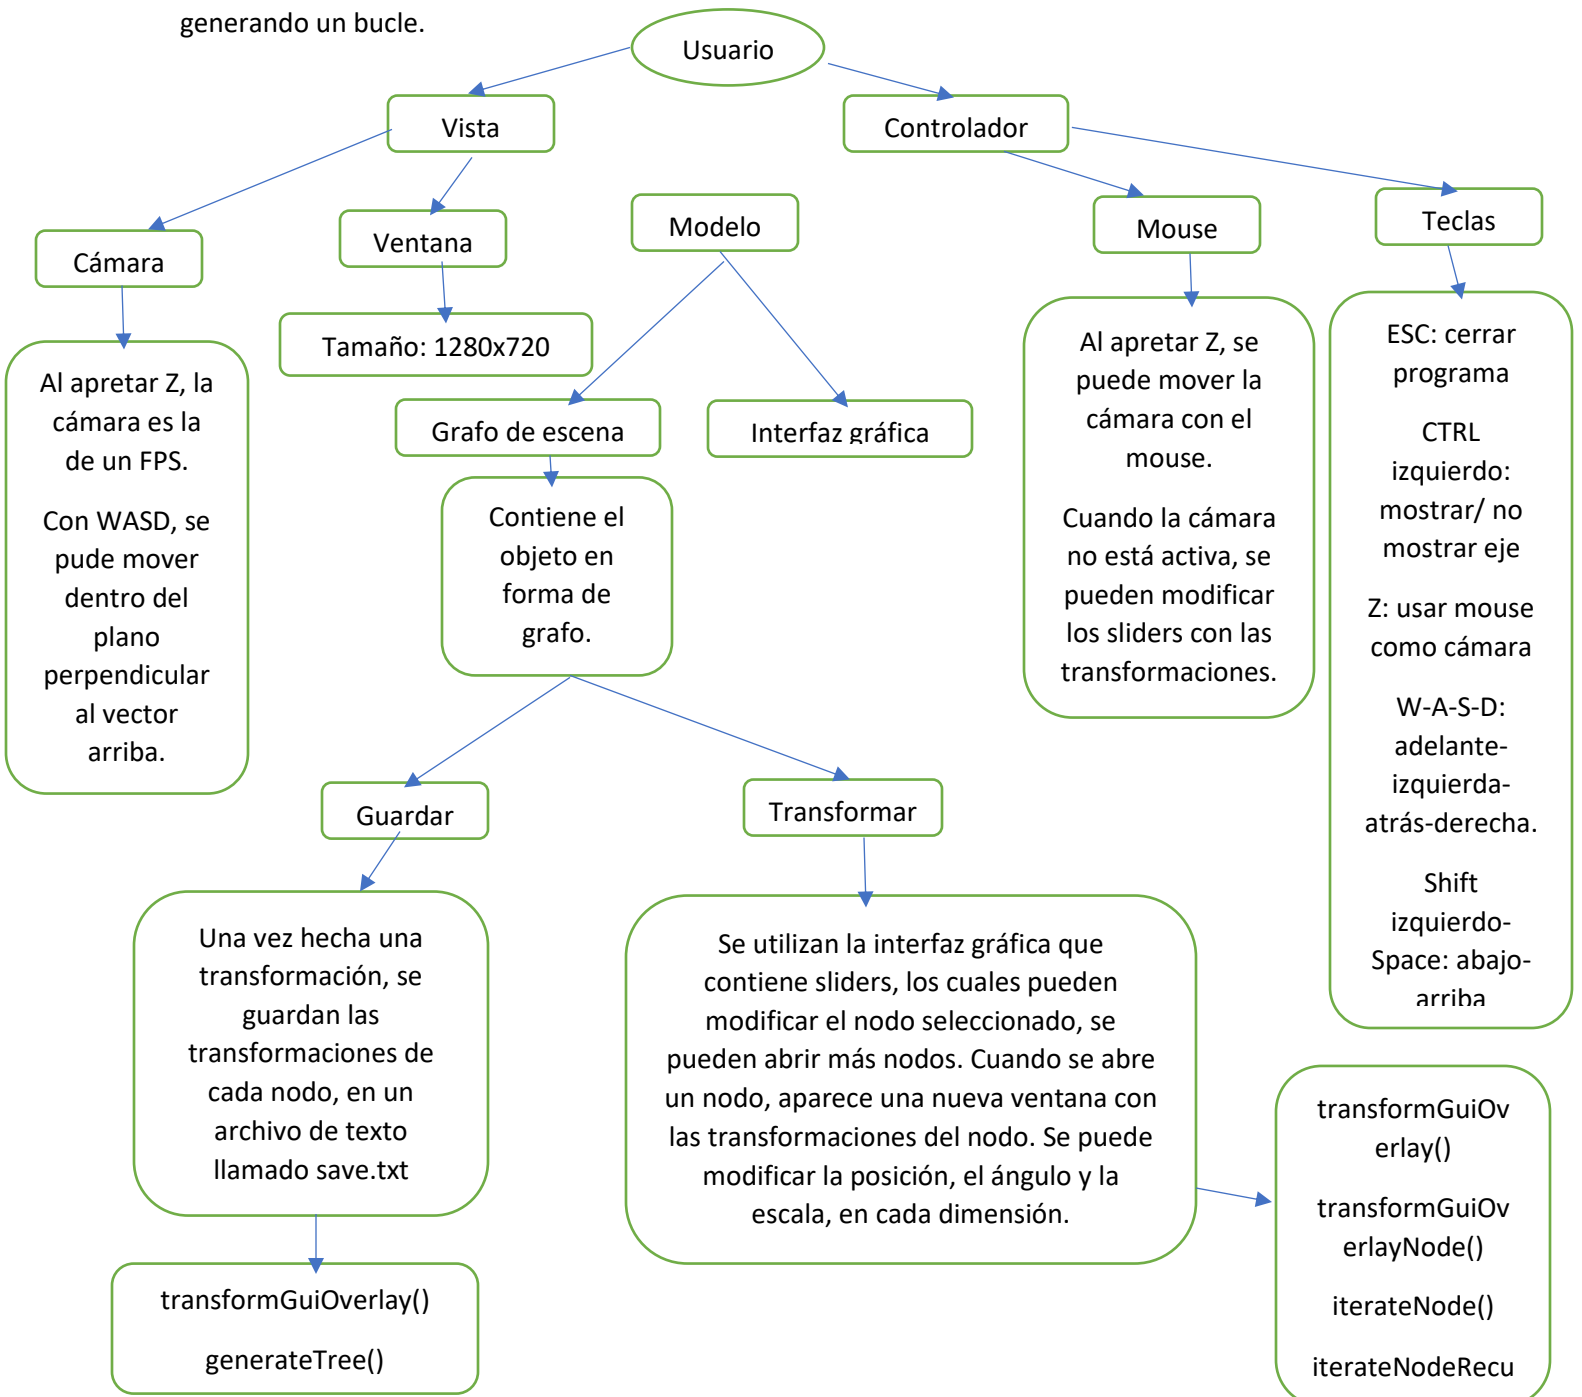 generando un bucle.
Usuario
Vista
Controlador
Cámara
Ventana
Modelo
Mouse
Teclas
Tamaño: 1280x720
Al apretar Z, la
cámara es la
de un FPS.
Con WASD, se
pude mover
dentro del
plano
perpendicular
al vector
arriba.
Grafo de escena
Interfaz gráfica
Contiene el
objeto en
forma de
grafo.
Al apretar Z, se
puede mover la
cámara con el
mouse.
Cuando la cámara
no está activa, se
pueden modificar
los sliders con las
transformaciones.
ESC: cerrar
programa
CTRL
izquierdo:
mostrar/ no
mostrar eje
Z: usar mouse
como cámara
W-A-S-D:
adelante-
izquierda-
atrás-derecha.
Shift
izquierdo-
Space: abajo-
arriba
Guardar
Transformar
Una vez hecha una
transformación, se
guardan las
transformaciones de
cada nodo, en un
archivo de texto
llamado save.txt
Se utilizan la interfaz gráfica que
contiene sliders, los cuales pueden
modificar el nodo seleccionado, se
pueden abrir más nodos. Cuando se abre
un nodo, aparece una nueva ventana con
las transformaciones del nodo. Se puede
modificar la posición, el ángulo y la
escala, en cada dimensión.
transformGuiOverlay()
generateTree()
transformGuiOv
erlay()
transformGuiOv
erlayNode()
iterateNode()
iterateNodeRecu